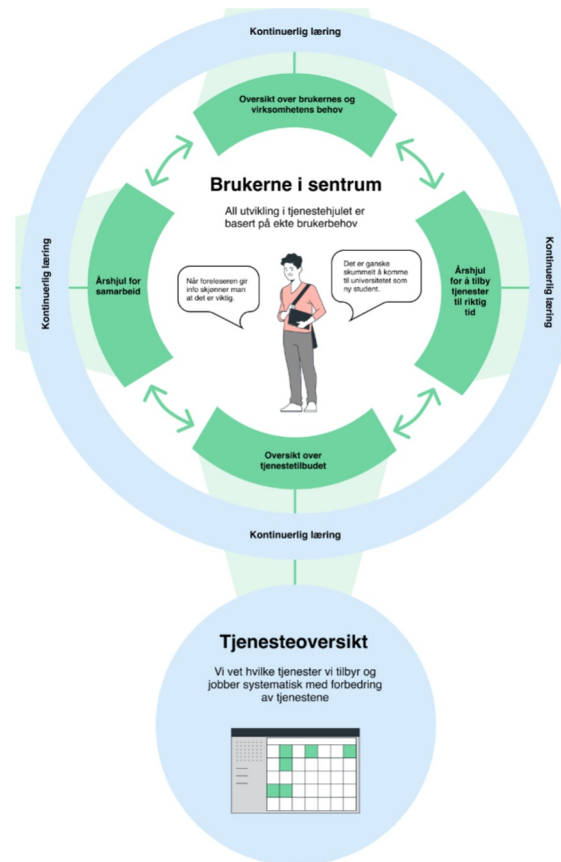 Kontinuerlig læring
Oversikt over brukernes og
virksomhetens behov
Brukerne i sentrum
All utvikling i tjenestehjulet er
basert på ekte brukerbehov
Kontinuerlig læring
Årshjul for
samarbeid
Når foreleseren gir
info skjønner man
at det er viktig.
Det er ganske
skummelt å komme
til universitetet som
ny student.
Årshjul
for å tilby
tjenester
til riktig
tid
Kontinuerlig læring
Oversikt over
tjenestetilbudet
Kontinuerlig læring
Tjenesteoversikt
Vi vet hvilke tjenester vi tilbyr og
jobber systematisk med forbedring
av tjenestene